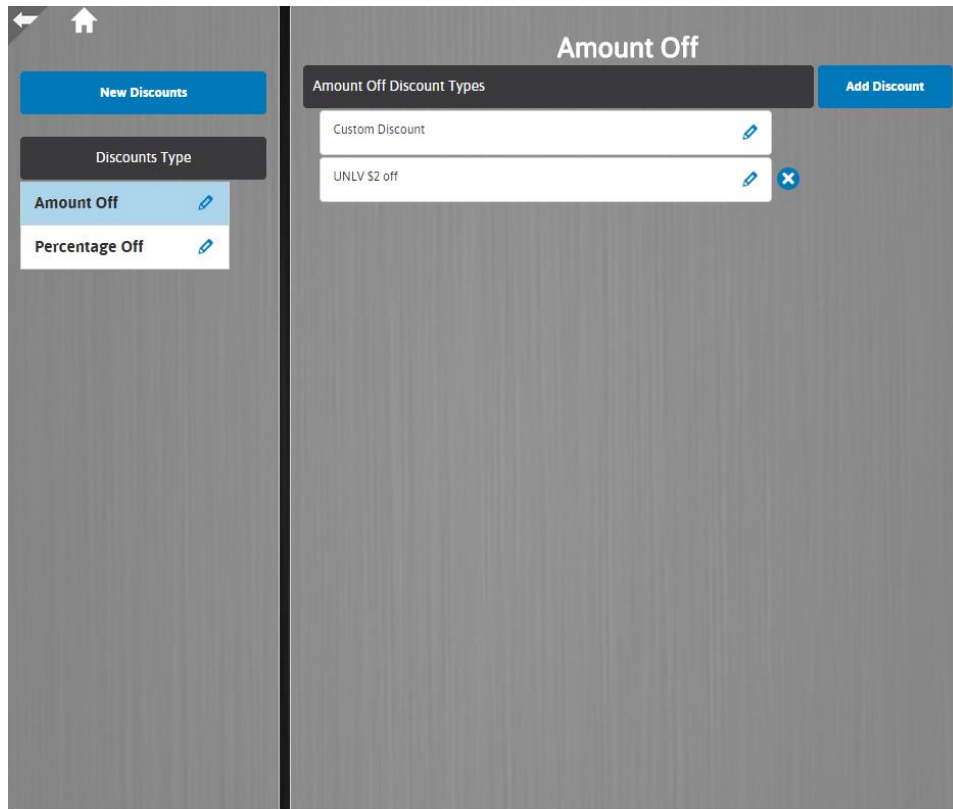 New Discounts
Discounts Type
Amount Off
Percentage Off
Amount Off
Amount Off Discount Types
Add Discount
Custom Discount
UNLV $2 off